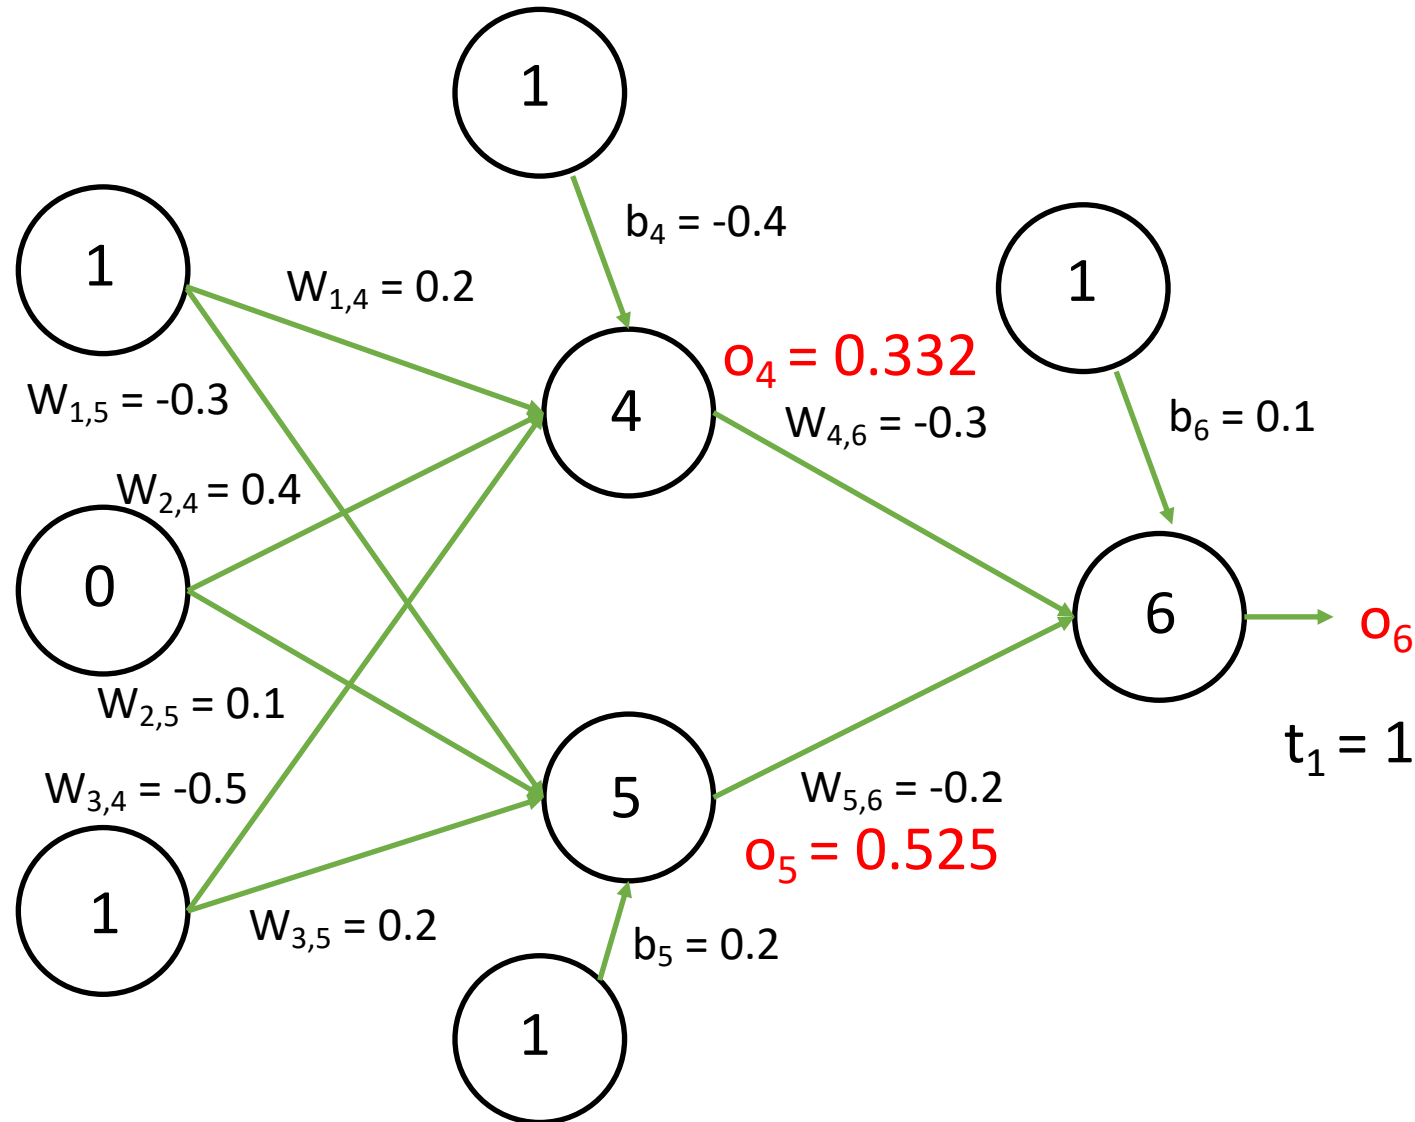 1
b₄ = -0.4
1
W₁,₄ = 0.2
1
o₄ = 0.332
W₁,₅ = -0.3
4
W₄,₆ = -0.3
b₆ = 0.1
W₂,₄ = 0.4
0
6
o₆
W₂,₅ = 0.1
t₁ = 1
W₃,₄ = -0.5
5
W₅,₆ = -0.2
o₅ = 0.525
1
W₃,₅ = 0.2
b₅ = 0.2
1